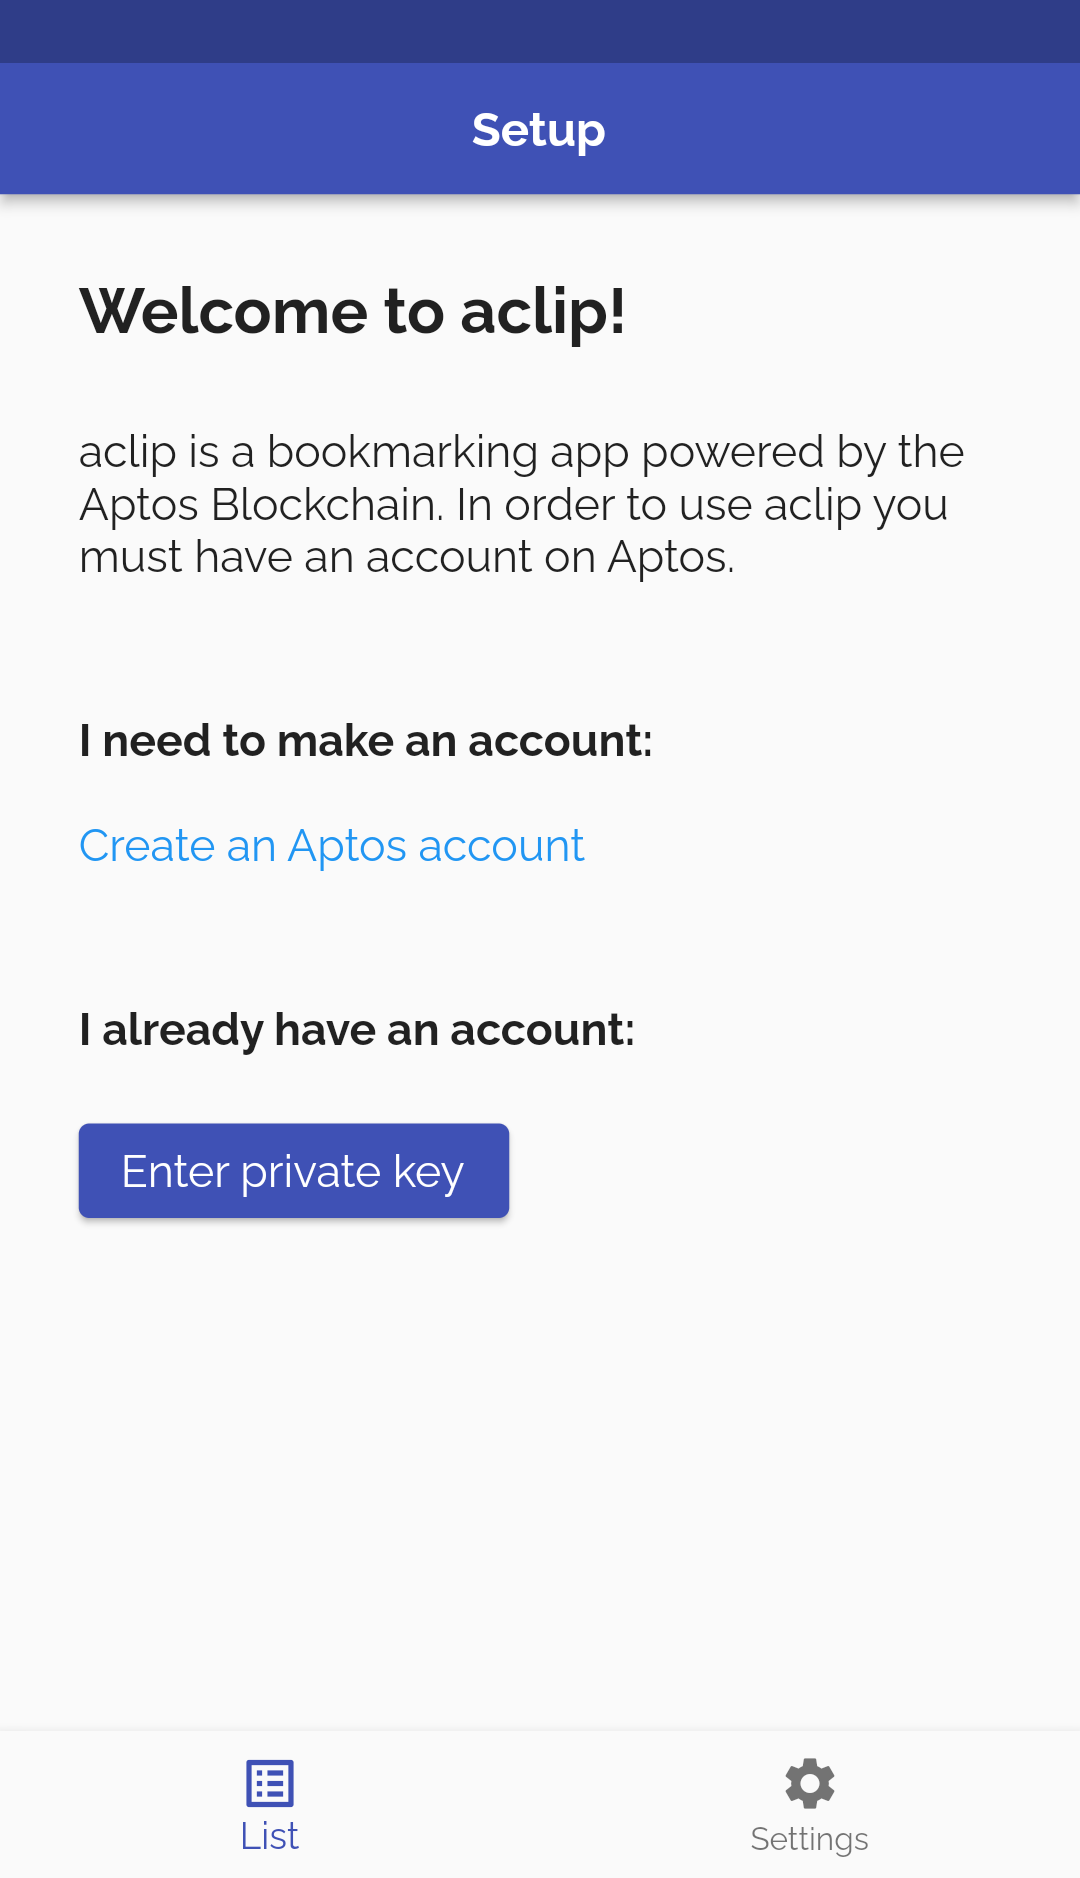 Setup
Welcome to aclip!
aclip is a bookmarking app powered by the
Aptos Blockchain. In order to use aclip you
must have an account on Aptos.
I need to make an account:
Create an Aptos account
I already have an account:
Enter private key
List
Settings